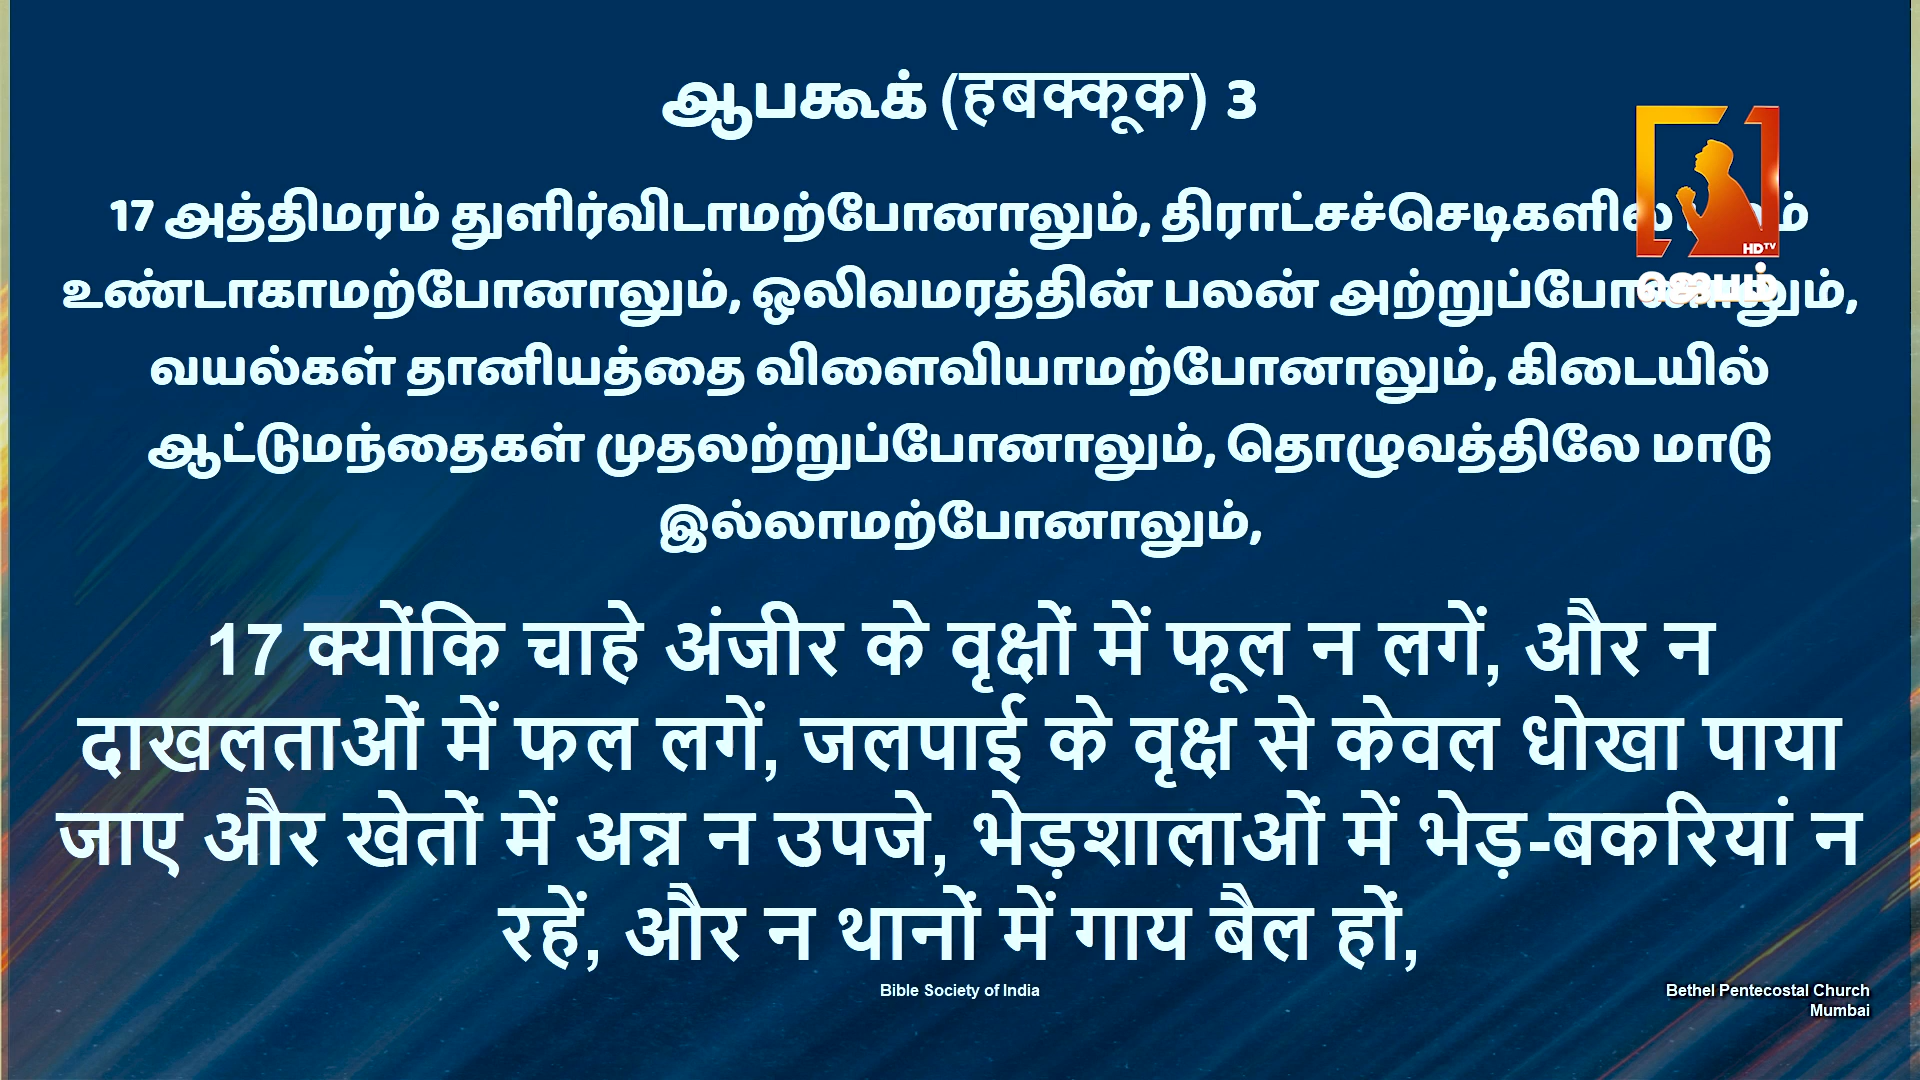 ஆபகூக் (हबक्कूक) 3
17 அத்திமரம் துளிர்விடாமற்போனாலும், திராட்சச்செடிகளில்
உண்டாகாமற்போனாலும், ஒலிவமரத்தின் பலன் அற்றுப்போனாலும்,
வயல்கள் தானியத்தை விளைவியாமற்போனாலும், கிடையில்
ஆட்டுமந்தைகள் முதலற்றுப்போனாலும், தொழுவத்திலே மாடு
இல்லாமற்போனாலும்,
HDTV
ஜெபம்
17 क्योंकि चाहे अंजीर के वृक्षों में फूल न लगें, और न
दाखलताओं में फल लगें, जलपाई के वृक्ष से केवल धोखा पाया
जाए और खेतों में अन्न न उपजे, भेड़शालाओं में भेड़-बकरियां न
रहें, और न थानों में गाय बैल हों,
Bible Society of India
Bethel Pentecostal Church
Mumbai